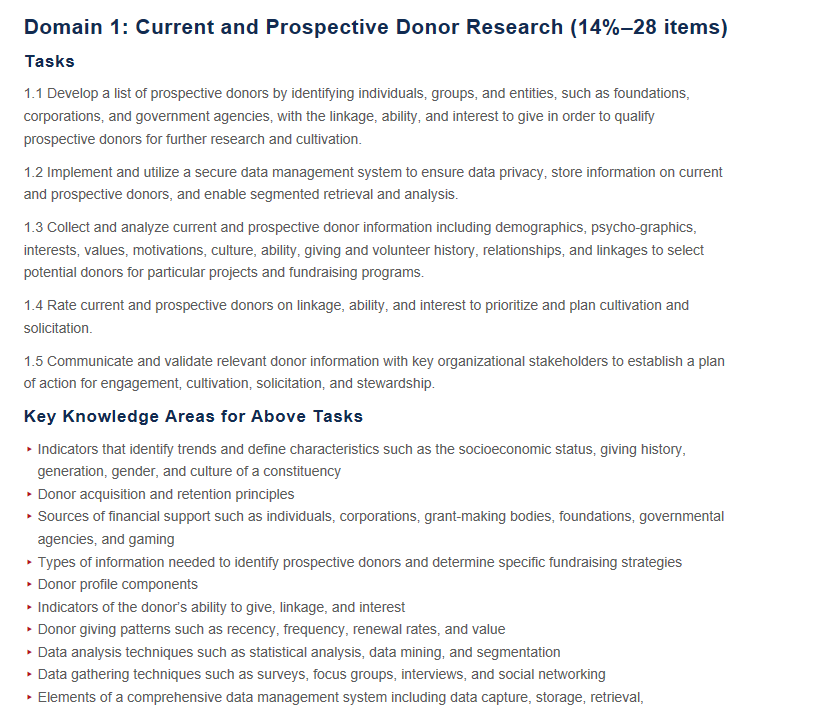 Domain 1: Current and Prospective Donor Research (14%–28 items)
Tasks
1.1 Develop a list of prospective donors by identifying individuals, groups, and entities, such as foundations,
corporations, and government agencies, with the linkage, ability, and interest to give in order to qualify
prospective donors for further research and cultivation.
1.2 Implement and utilize a secure data management system to ensure data privacy, store information on current
and prospective donors, and enable segmented retrieval and analysis.
1.3 Collect and analyze current and prospective donor information including demographics, psycho-graphics,
interests, values, motivations, culture, ability, giving and volunteer history, relationships, and linkages to select
potential donors for particular projects and fundraising programs.
1.4 Rate current and prospective donors on linkage, ability, and interest to prioritize and plan cultivation and
solicitation.
1.5 Communicate and validate relevant donor information with key organizational stakeholders to establish a plan
of action for engagement, cultivation, solicitation, and stewardship.
Key Knowledge Areas for Above Tasks
‣ Indicators that identify trends and define characteristics such as the socioeconomic status, giving history,
generation, gender, and culture of a constituency
‣ Donor acquisition and retention principles
‣ Sources of financial support such as individuals, corporations, grant-making bodies, foundations, governmental
agencies, and gaming
‣ Types of information needed to identify prospective donors and determine specific fundraising strategies
‣ Donor profile components
‣ Indicators of the donor's ability to give, linkage, and interest
‣ Donor giving patterns such as recency, frequency, renewal rates, and value
‣ Data analysis techniques such as statistical analysis, data mining, and segmentation
‣ Data gathering techniques such as surveys, focus groups, interviews, and social networking
‣ Elements of a comprehensive data management system including data capture, storage, retrieval,